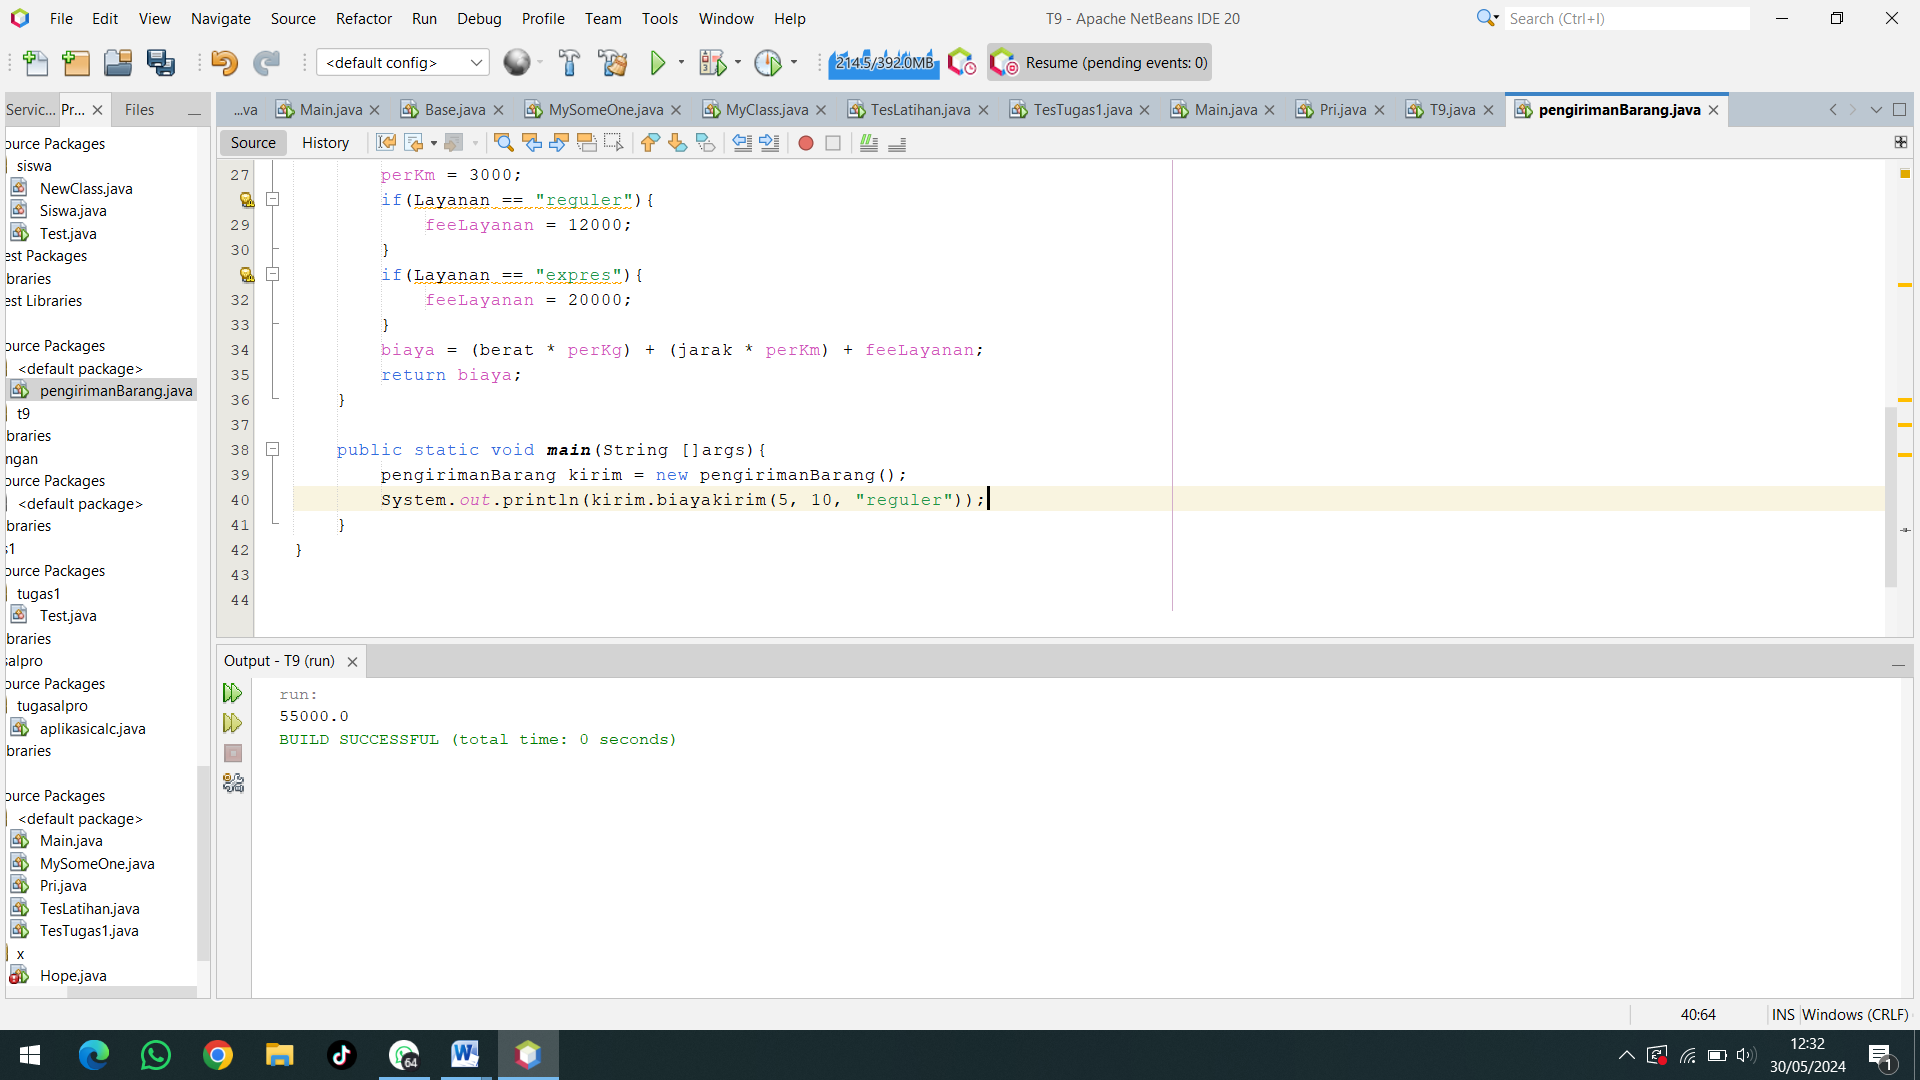 File Edit View Navigate Source Refactor Run Debug Profile Team Tools Window Help
T9 - Apache NetBeans IDE 20
Search (Ctrl+I)
<default config>
214.5/392.0MB
Resume (pending events: 0)
Servic... Pr... Files
...va Main.java Base.java MySomeOne.java MyClass.java TesLatihan.java TesTugas1.java Main.java Pri.java T9.java pengirimanBarang.java
Source History
ource Packages
siswa
NewClass.java
Siswa.java
Test.java
est Packages
braries
est Libraries
ource Packages
<default package>
pengirimanBarang.java
t9
braries
ngan
ource Packages
<default package>
braries
s1
ource Packages
tugas1
Test.java
braries
salpro
ource Packages
tugasalpro
aplikasicalc.java
braries
ource Packages
<default package>
Main.java
MySomeOne.java
Pri.java
TesLatihan.java
TesTugas1.java
x
Hope.java
27 perKm = 3000;
if(Layanan == "reguler"){
29 feeLayanan = 12000;
30 }
if(Layanan == "expres"){
32 feeLayanan = 20000;
33 }
34 biaya = (berat * perKg) + (jarak * perKm) + feeLayanan;
35 return biaya;
36 }
37
38 public static void main(String []args){
39 pengirimanBarang kirim = new pengirimanBarang();
40 System.out.println(kirim.biayakirim(5, 10, "reguler"));
41 }
42 }
43
44
Output - T9 (run)
run:
55000.0
BUILD SUCCESSFUL (total time: 0 seconds)
40:64 INS Windows (CRLF)
64
12:32
30/05/2024
1